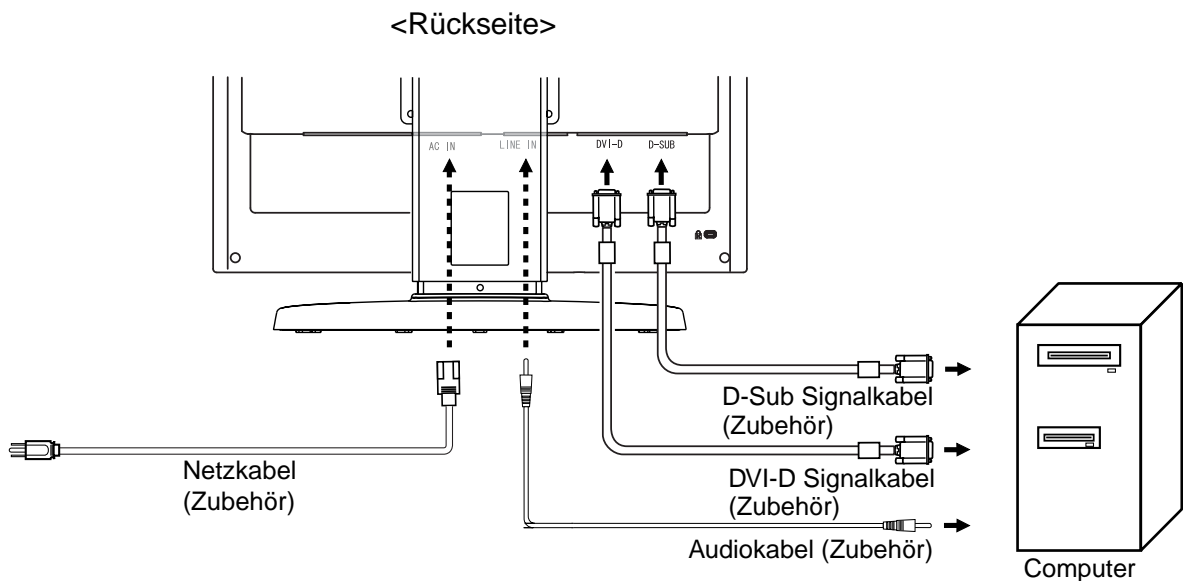 <Rückseite>
AC IN
LINE IN
DVI-D
D-SUB
D-Sub Signalkabel
(Zubehör)
Netzkabel
(Zubehör)
DVI-D Signalkabel
(Zubehör)
Audiokabel (Zubehör)
Computer